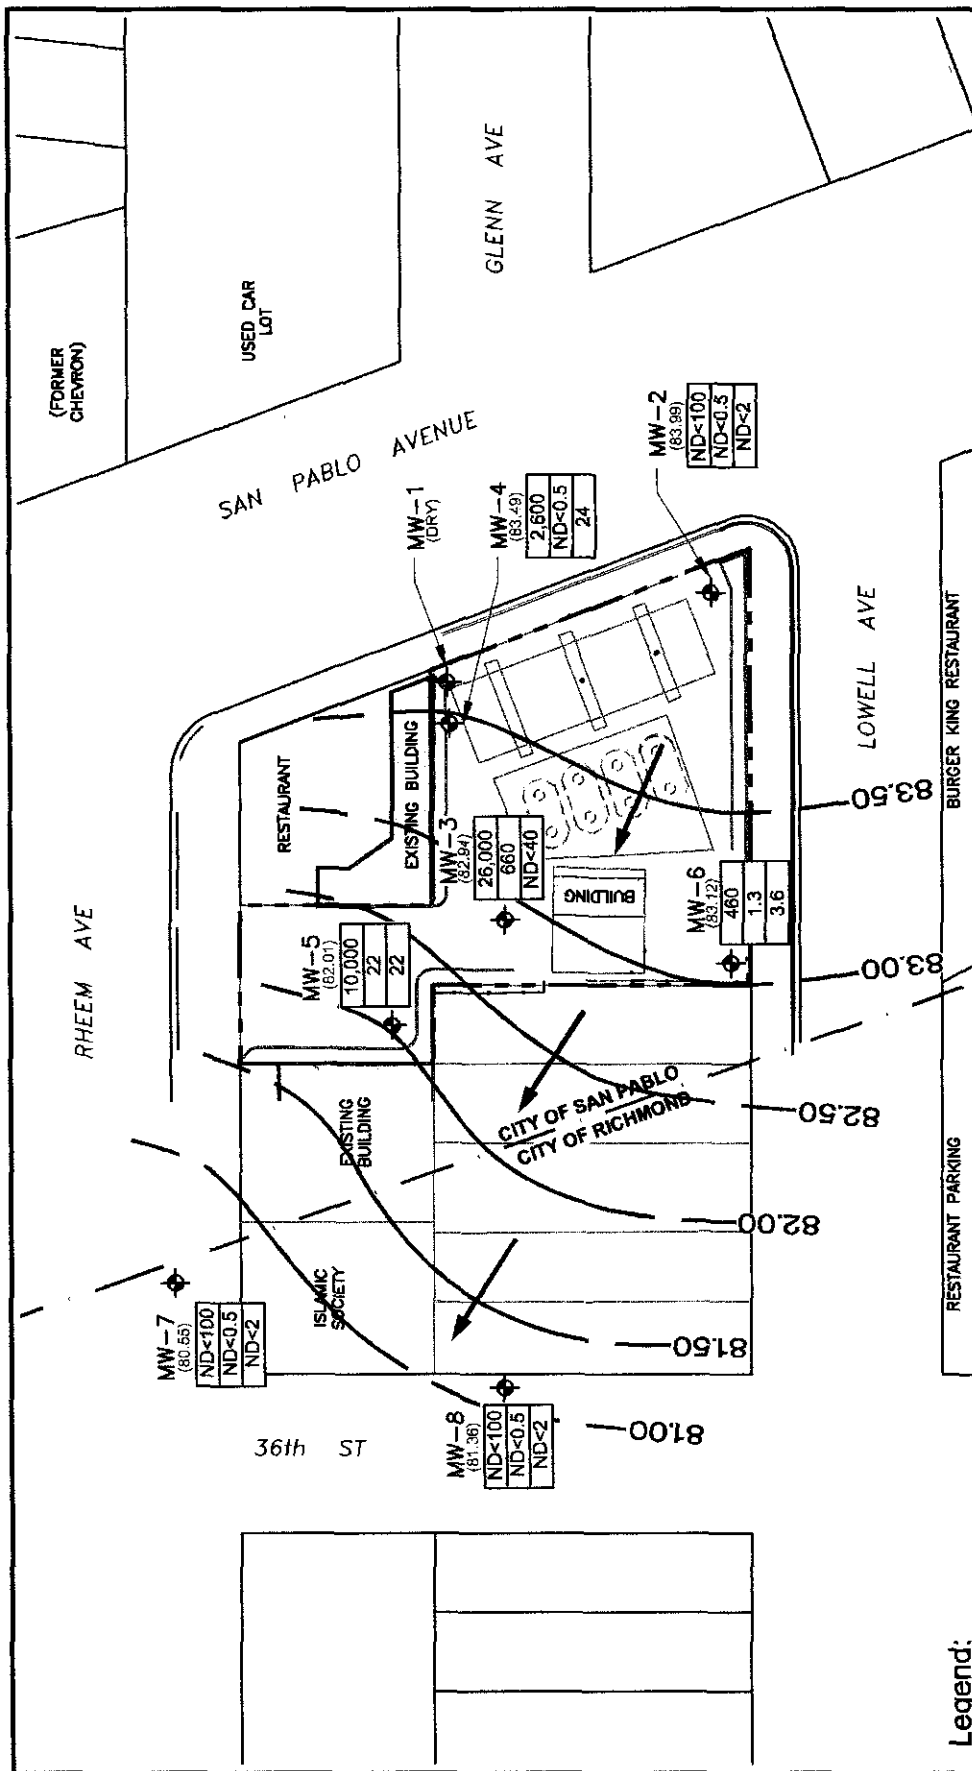 (FORMER
CHEVRON)
USED CAR
LOT
GLENN AVE
SAN PABLO AVENUE
MW-1
(DRY)
MW-4
(83.49)
2,600
ND<0.5
24
MW-2
(83.99)
ND<100
ND<0.5
ND<2
RHEEM AVE
RESTAURANT
EXISTING BUILDING
MW-3
(82.94)
26,000
660
ND<40
BUILDING
MW-6
(83.12)
460
1.3
3.6
LOWELL AVE
BURGER KING RESTAURANT
83.50
83.00
MW-5
(82.01)
10,000
22
22
CITY OF SAN PABLO
CITY OF RICHMOND
82.50
82.00
81.50
81.00
EXISTING
BUILDING
ISLAMIC
SOCIETY
MW-7
(80.55)
ND<100
ND<0.5
ND<2
MW-8
(81.36)
ND<100
ND<0.5
ND<2
36th ST
RESTAURANT PARKING
Legend: